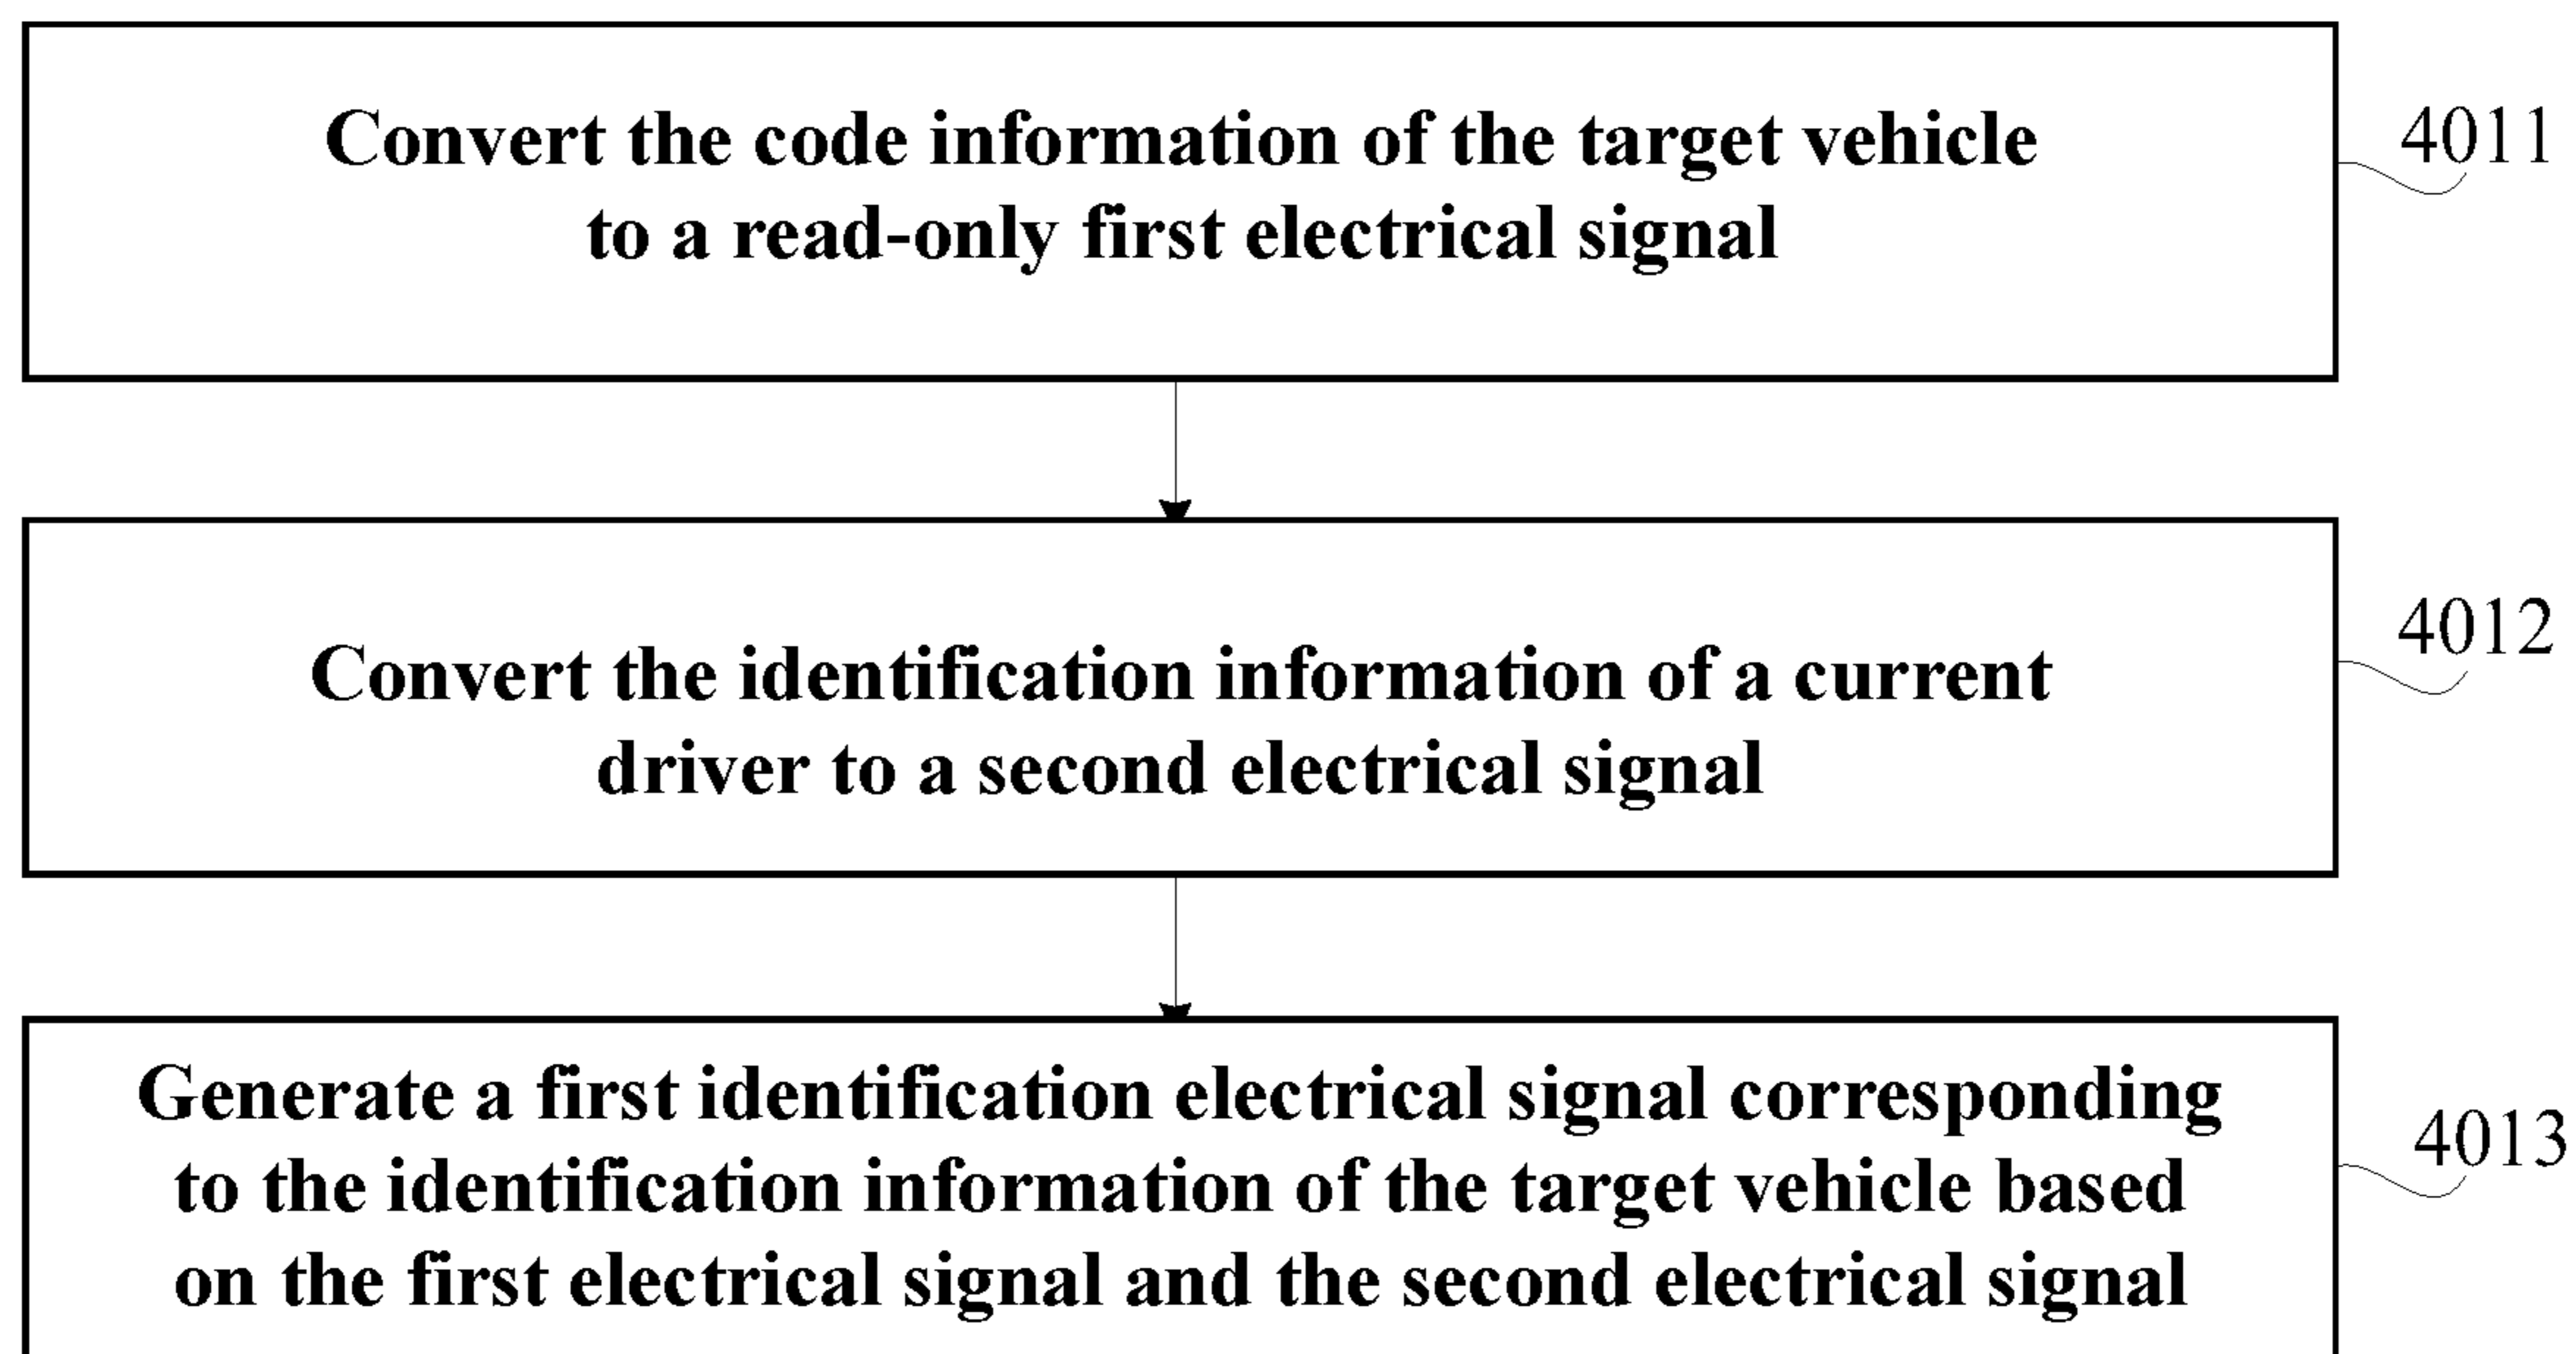 Convert the code information of the target vehicle
to a read-only first electrical signal
4011
Convert the identification information of a current
driver to a second electrical signal
4012
Generate a first identification electrical signal corresponding
to the identification information of the target vehicle based
on the first electrical signal and the second electrical signal
4013